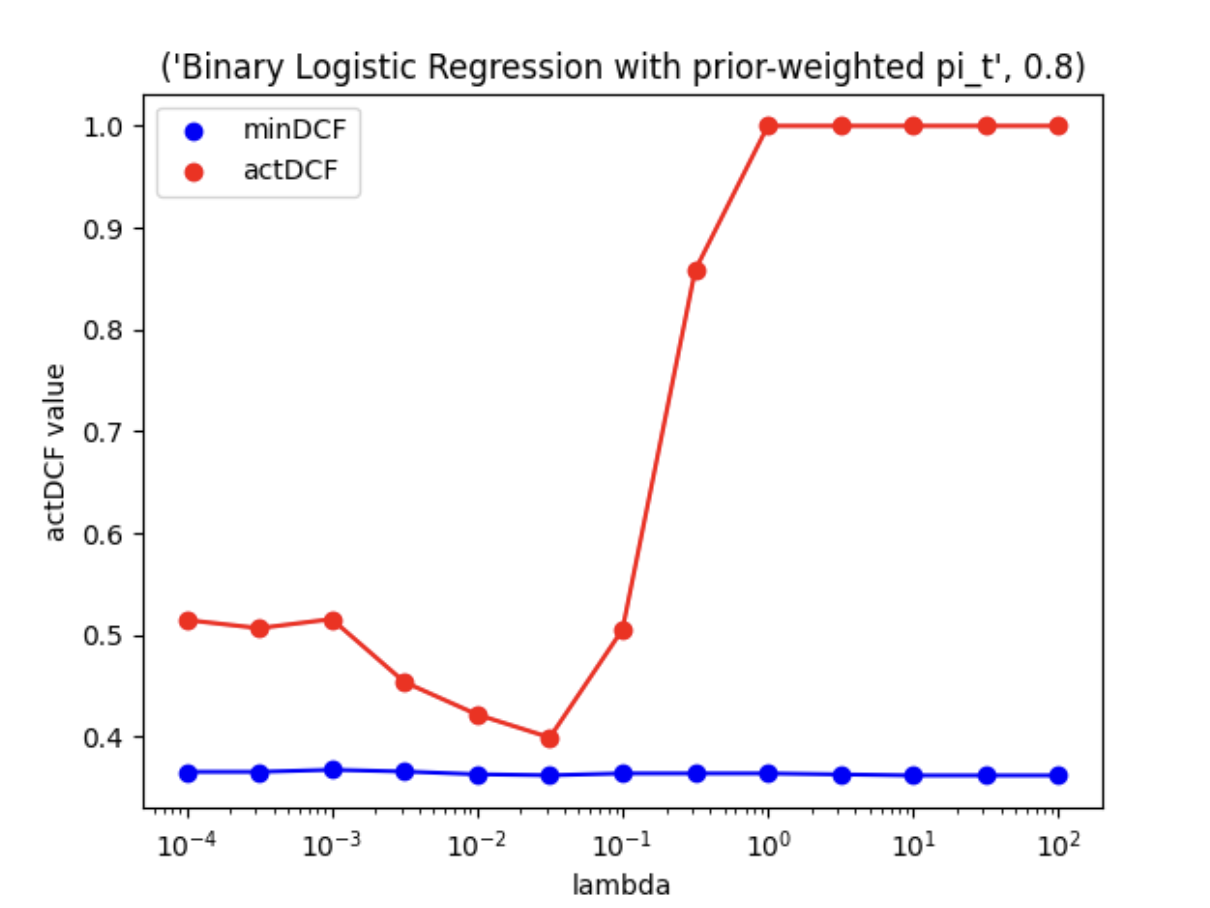 ('Binary Logistic Regression with prior-weighted pi_t', 0.8)
minDCF
actDCF
1.0
0.9
0.8
0.7
0.6
0.5
0.4
actDCF value
10⁻⁴ 10⁻³ 10⁻² 10⁻¹ 10⁰ 10¹ 10²
lambda